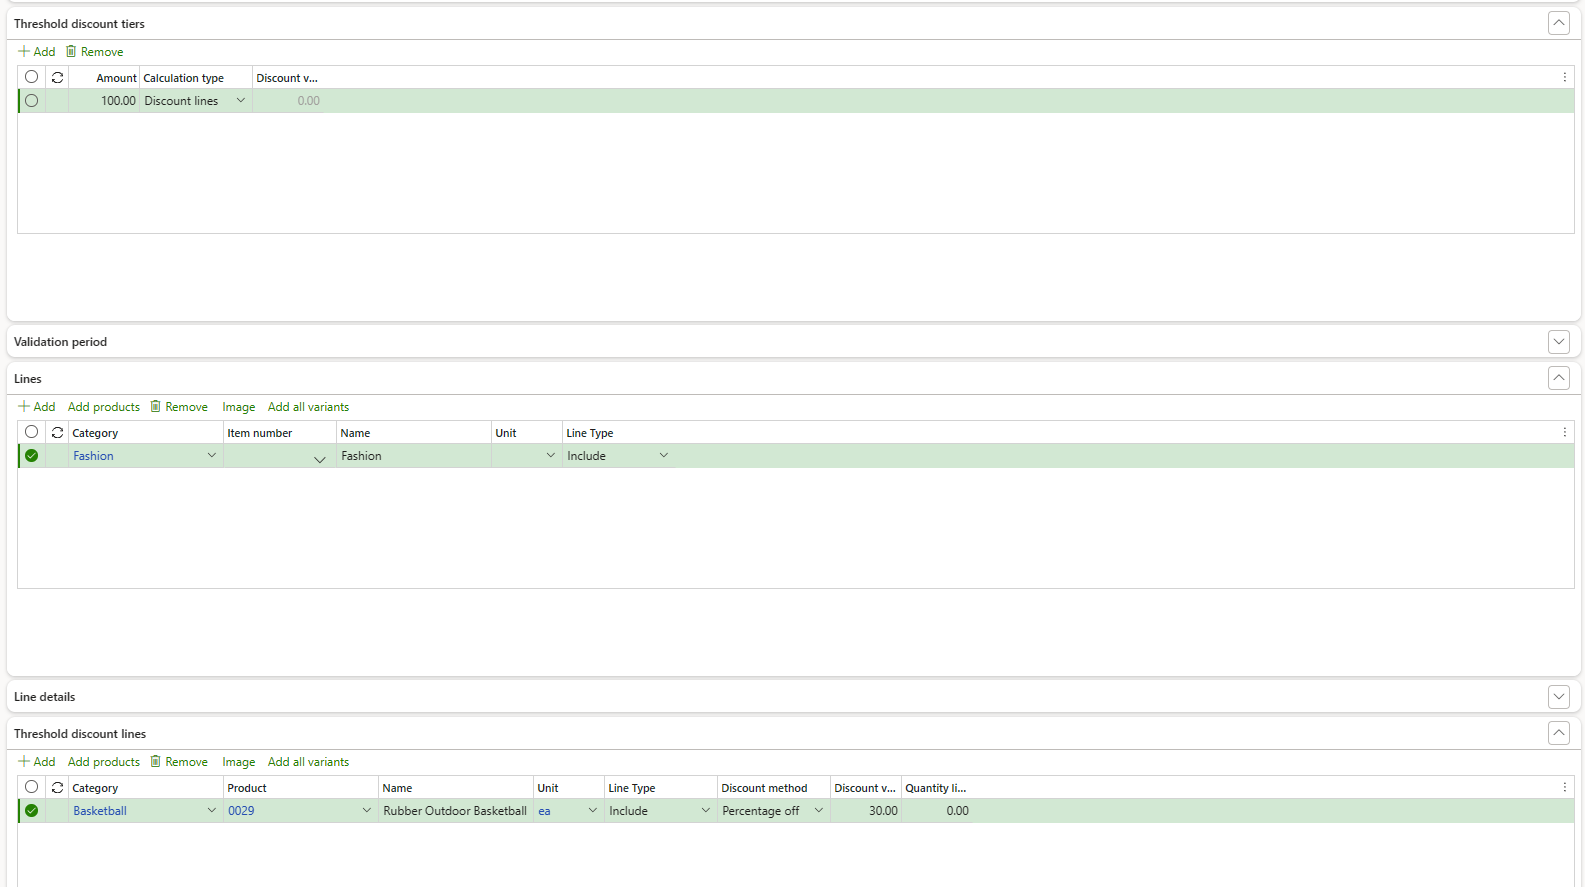 Threshold discount tiers
Add Remove
Amount Calculation type Discount v...
100.00 Discount lines 0.00
Validation period
Lines
Add Add products Remove Image Add all variants
Category Item number Name Unit Line Type
Fashion Fashion Include
Line details
Threshold discount lines
Add Add products Remove Image Add all variants
Category Product Name Unit Line Type Discount method Discount v... Quantity li...
Basketball 0029 Rubber Outdoor Basketball ea Include Percentage off 30.00 0.00